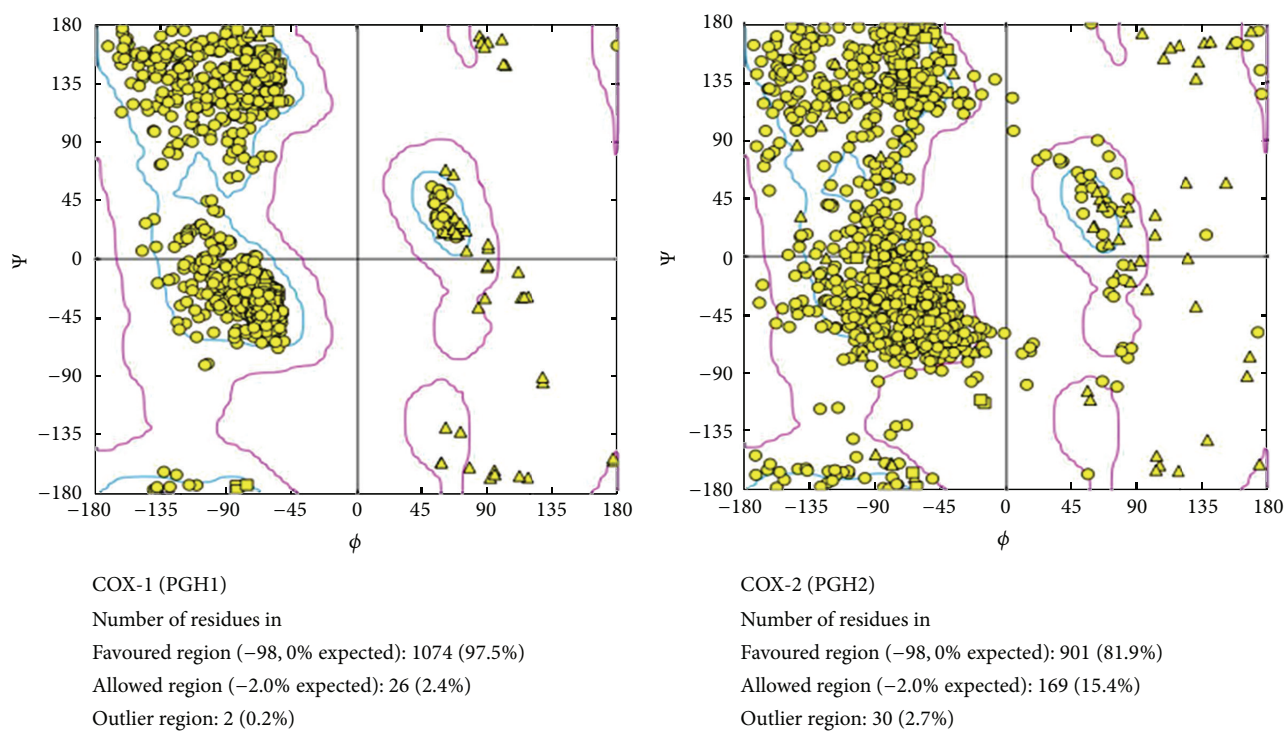 180
135
90
45
0
−45
−90
−135
−180
Ψ
−180 −135 −90 −45 0 45 90 135 180
ϕ
COX-1 (PGH1)
Number of residues in
Favoured region (−98, 0% expected): 1074 (97.5%)
Allowed region (−2.0% expected): 26 (2.4%)
Outlier region: 2 (0.2%)
180
135
90
45
0
−45
−90
−135
−180
Ψ
−180 −135 −90 −45 0 45 90 135 180
ϕ
COX-2 (PGH2)
Number of residues in
Favoured region (−98, 0% expected): 901 (81.9%)
Allowed region (−2.0% expected): 169 (15.4%)
Outlier region: 30 (2.7%)